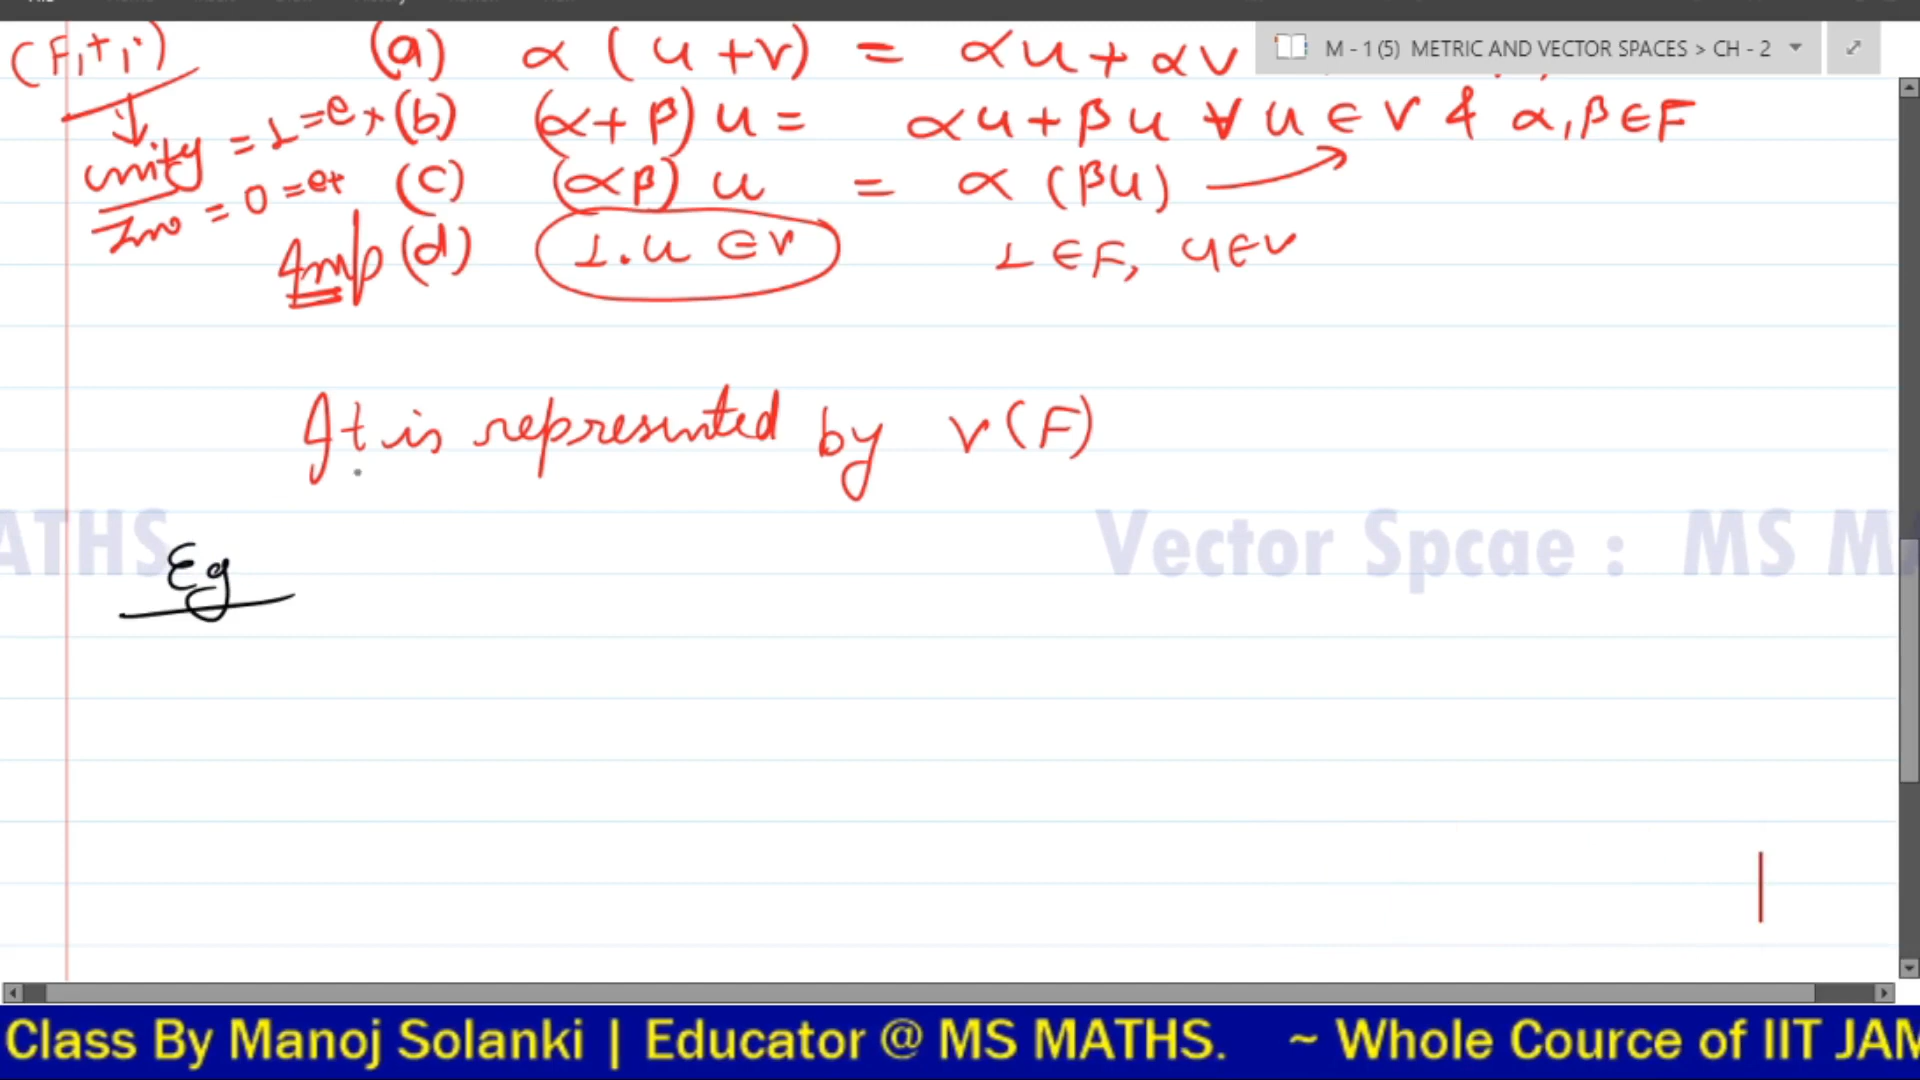 M - 1 (5) METRIC AND VECTOR SPACES > CH - 2
(F, +, ·)
(a) α (u + v) = αu + αv
(b) (α + β) u = αu + βu ∀ u ∈ V & α, β ∈ F
unity = 1 = e×
(c) (αβ) u = α (βu)
Zero = 0 = e+
Imp (d) 1.u ∈ V 1 ∈ F, u ∈ V
It is represented by V(F)
ATHS Vector Spcae : MS MA
Eg
Class By Manoj Solanki | Educator @ MS MATHS. ~ Whole Cource of IIT JAM